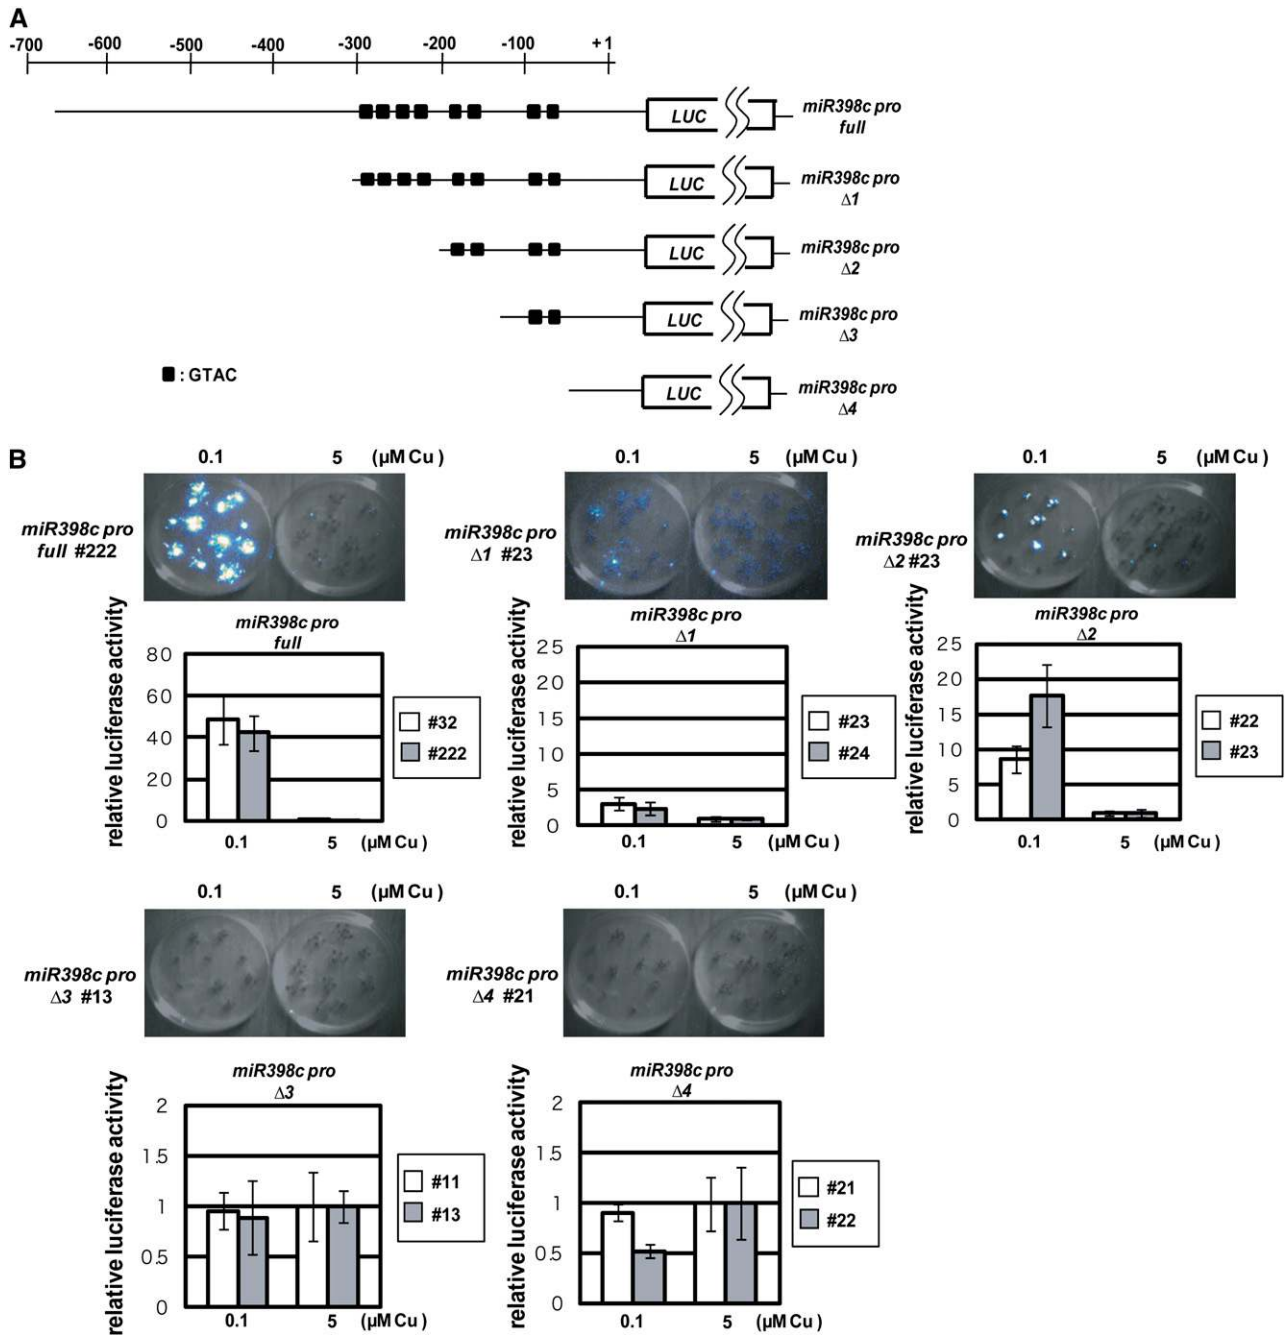 A
-700 -600 -500 -400 -300 -200 -100 +1
LUC
miR398c pro
full
LUC
miR398c pro
Δ1
LUC
miR398c pro
Δ2
LUC
miR398c pro
Δ3
: GTAC
LUC
miR398c pro
Δ4
B
0.1 5 (μM Cu)
miR398c pro
full #222
0.1 5 (μM Cu)
miR398c pro
Δ1 #23
0.1 5 (μM Cu)
miR398c pro
Δ2 #23
relative luciferase activity
miR398c pro
full
80
60
40
20
0
0.1 5 (μM Cu)
#32
#222
relative luciferase activity
miR398c pro
Δ1
25
20
15
10
5
0
0.1 5 (μM Cu)
#23
#24
relative luciferase activity
miR398c pro
Δ2
25
20
15
10
5
0
0.1 5 (μM Cu)
#22
#23
0.1 5 (μM Cu)
miR398c pro
Δ3 #13
0.1 5 (μM Cu)
miR398c pro
Δ4 #21
relative luciferase activity
miR398c pro
Δ3
2
1.5
1
0.5
0
0.1 5 (μM Cu)
#11
#13
relative luciferase activity
miR398c pro
Δ4
2
1.5
1
0.5
0
0.1 5 (μM Cu)
#21
#22